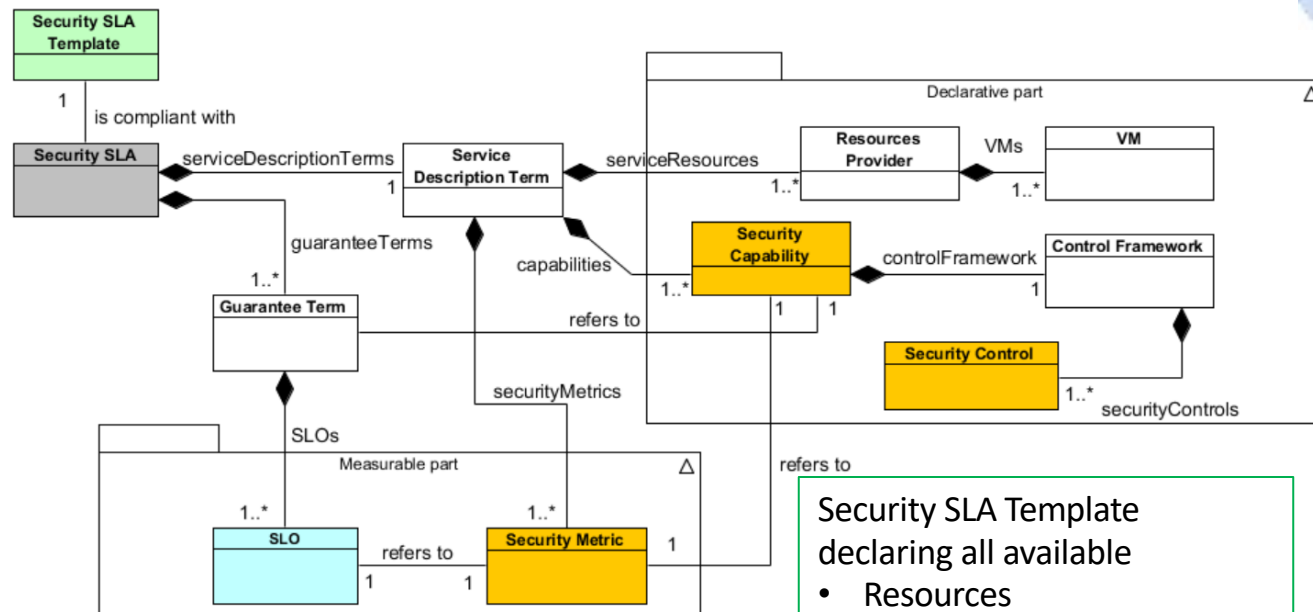 Security SLA
Template
1
is compliant with
Security SLA
serviceDescriptionTerms
1
Service
Description Term
serviceResources
1..*
Declarative part
Resources
Provider
VMs
1..*
VM
guaranteeTerms
1..*
capabilities
1..*
Security
Capability
controlFramework
1
Control Framework
Guarantee Term
refers to
1
1
Security Control
1..*
securityControls
securityMetrics
SLOs
Measurable part
refers to
1..*
SLO
1
refers to
1
1..*
Security Metric
1
Security SLA Template
declaring all available
• Resources